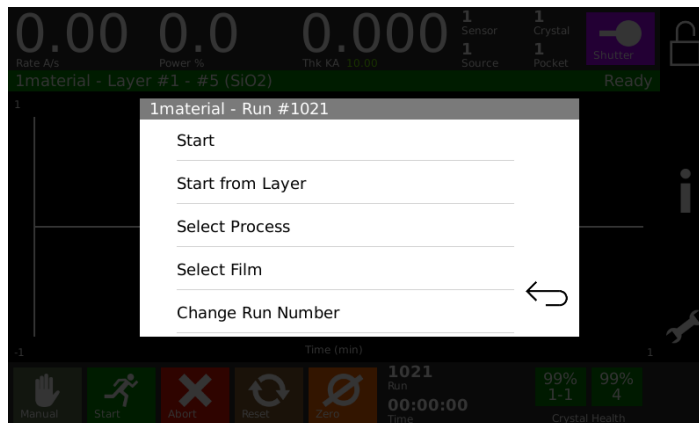 0.00 0.0 0.000 1 Sensor 1 Crystal
Rate A/s Power % Thk KA 10.00 1 Source 1 Pocket Shutter
1material - Layer #1 - #5 (SiO2) Ready
1
1material - Run #1021
Start
Start from Layer
Select Process
Select Film
Change Run Number
-1 Time (min) 1
Manual Start Abort Reset Zero
1021
Run
00:00:00
Time
99% 99%
1-1 4
Crystal Health